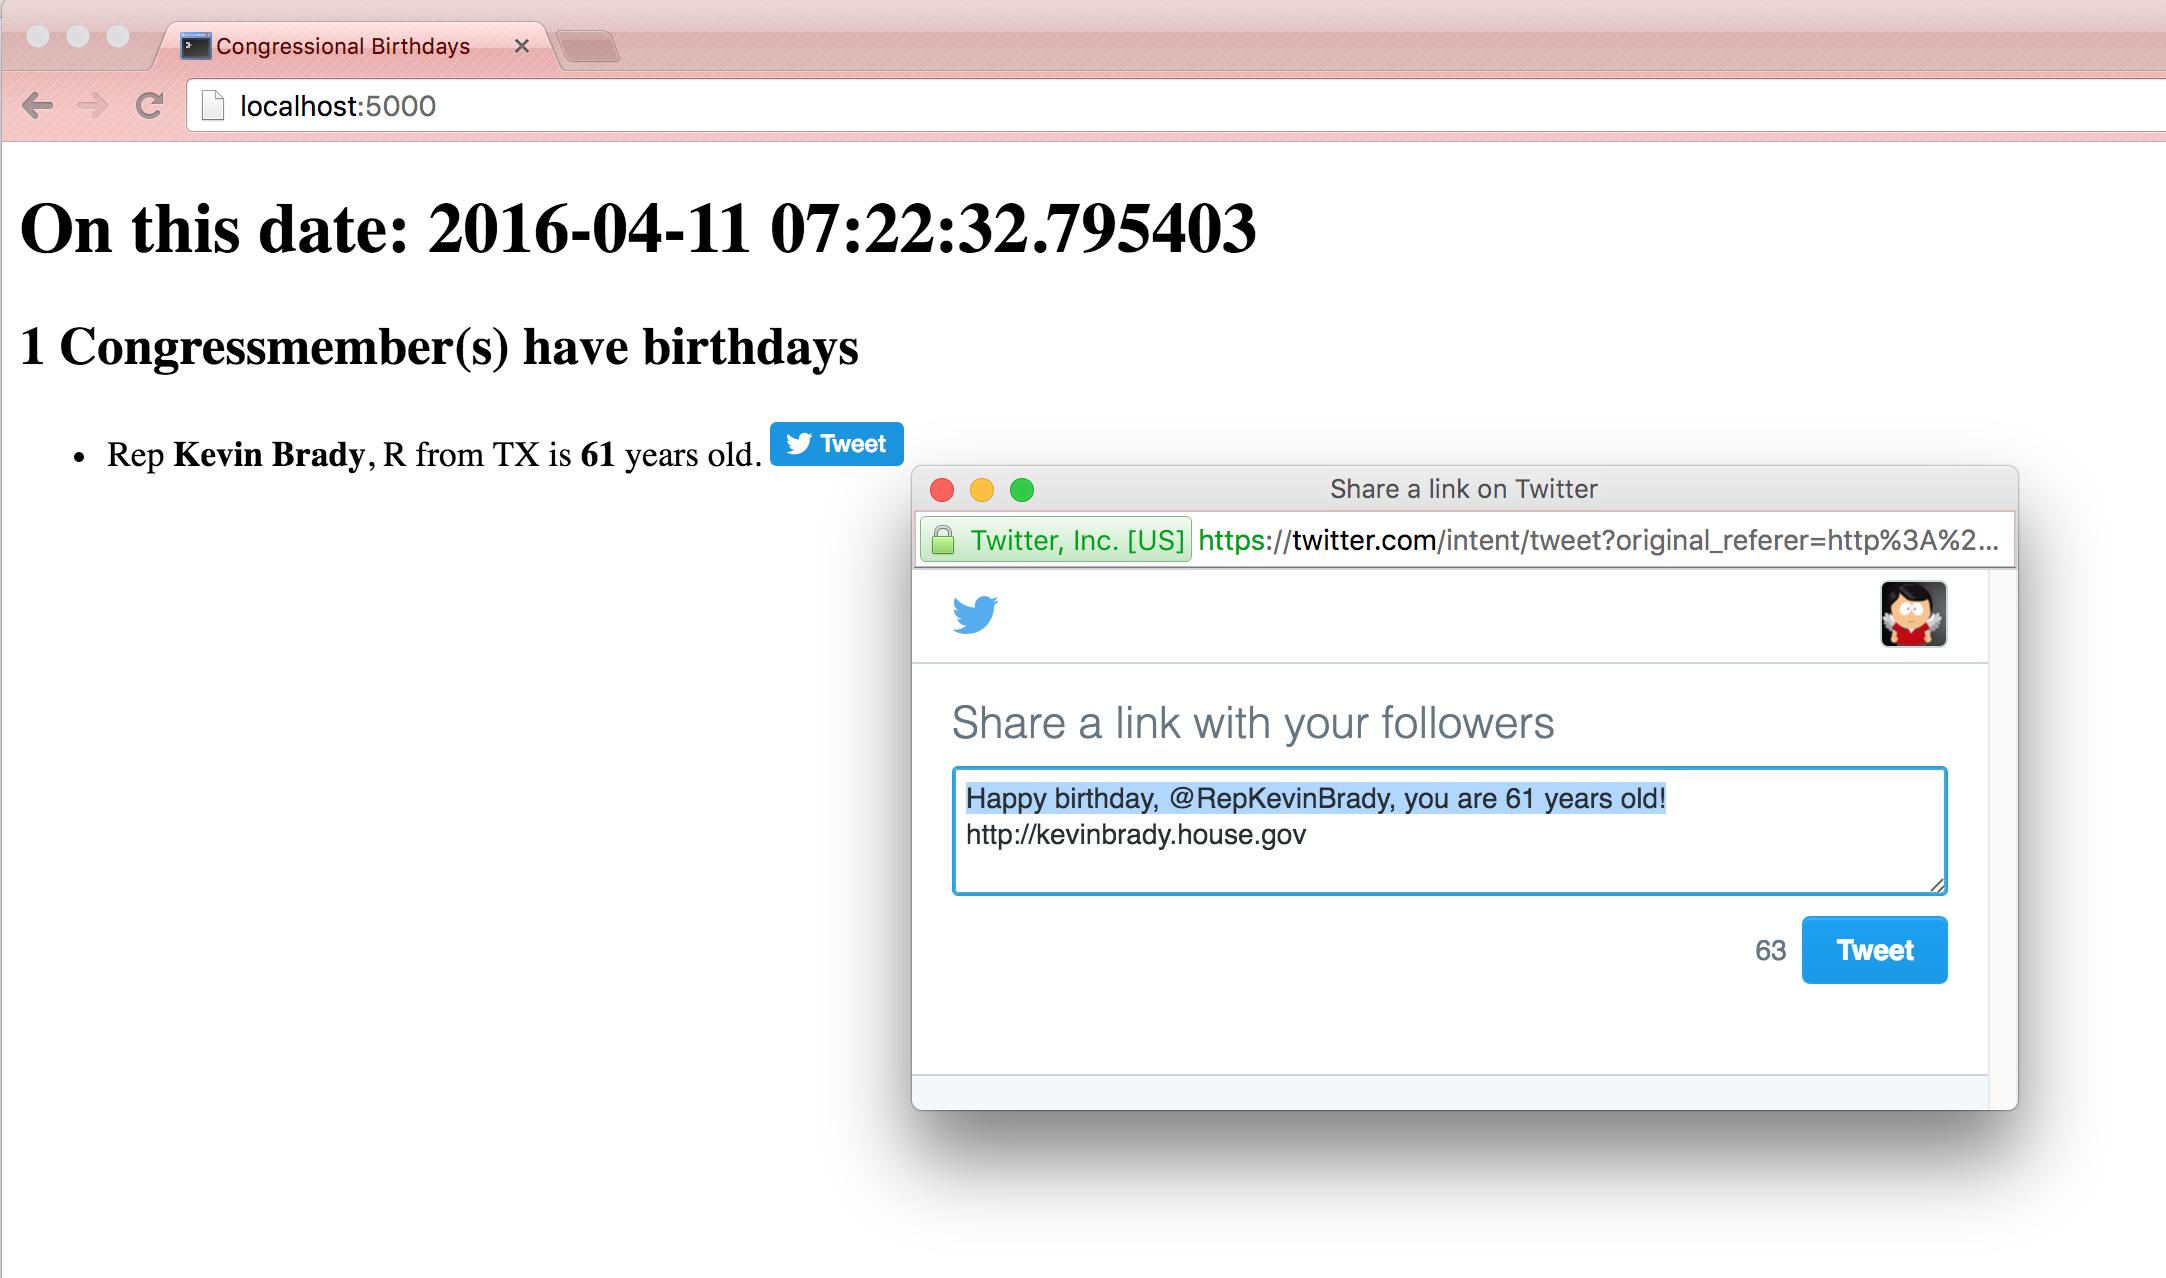 Congressional Birthdays
localhost:5000
On this date: 2016-04-11 07:22:32.795403
1 Congressmember(s) have birthdays
• Rep Kevin Brady, R from TX is 61 years old. Tweet
Share a link on Twitter
Twitter, Inc. [US] https://twitter.com/intent/tweet?original_referer=http%3A%2...
Share a link with your followers
Happy birthday, @RepKevinBrady, you are 61 years old!
http://kevinbrady.house.gov
63 Tweet